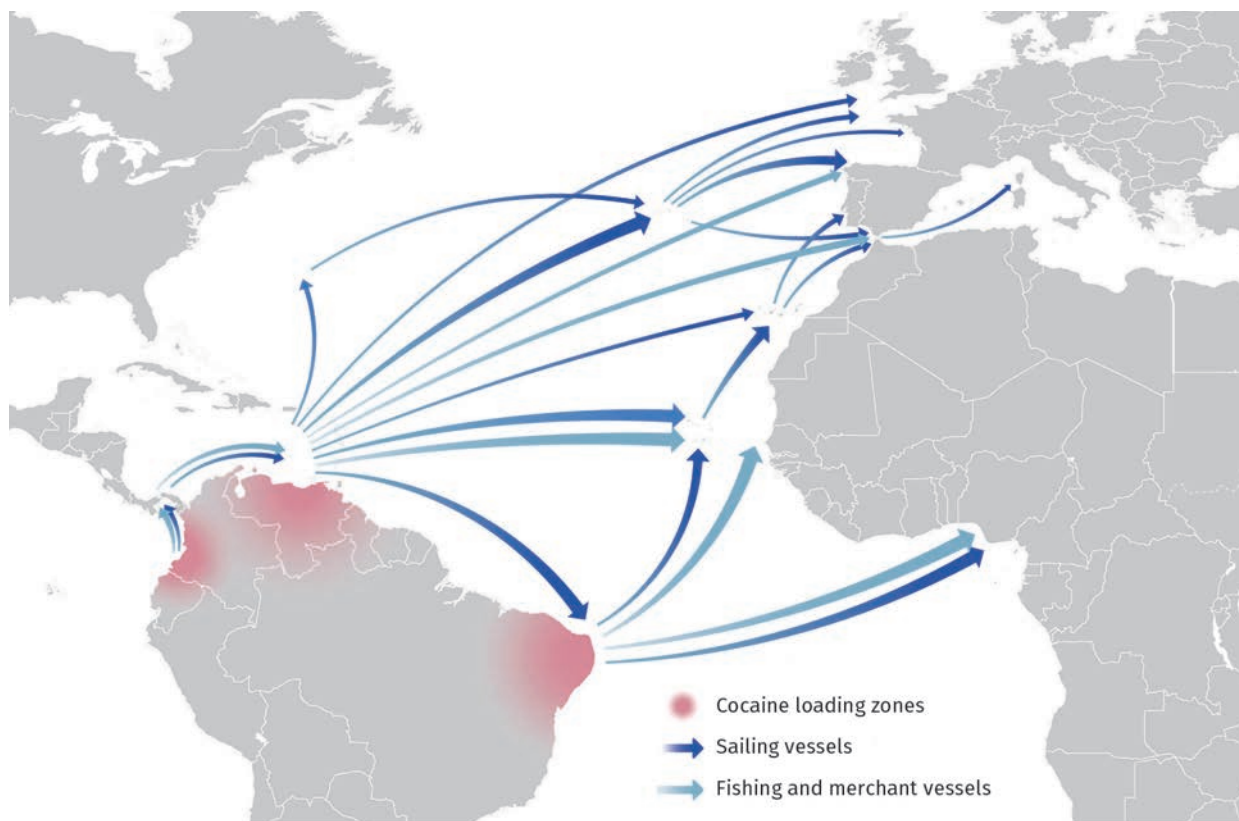 Cocaine loading zones
Sailing vessels
Fishing and merchant vessels